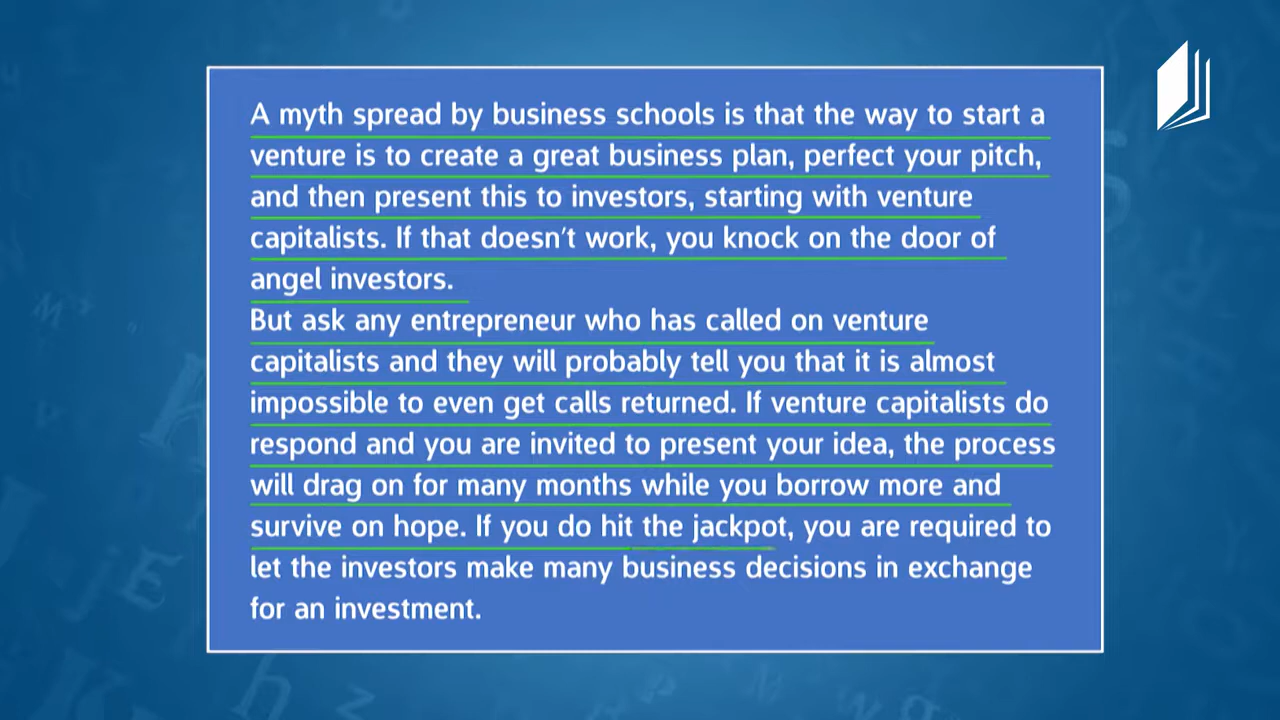 A myth spread by business schools is that the way to start a
venture is to create a great business plan, perfect your pitch,
and then present this to investors, starting with venture
capitalists. If that doesn't work, you knock on the door of
angel investors.
But ask any entrepreneur who has called on venture
capitalists and they will probably tell you that it is almost
impossible to even get calls returned. If venture capitalists do
respond and you are invited to present your idea, the process
will drag on for many months while you borrow more and
survive on hope. If you do hit the jackpot, you are required to
let the investors make many business decisions in exchange
for an investment.